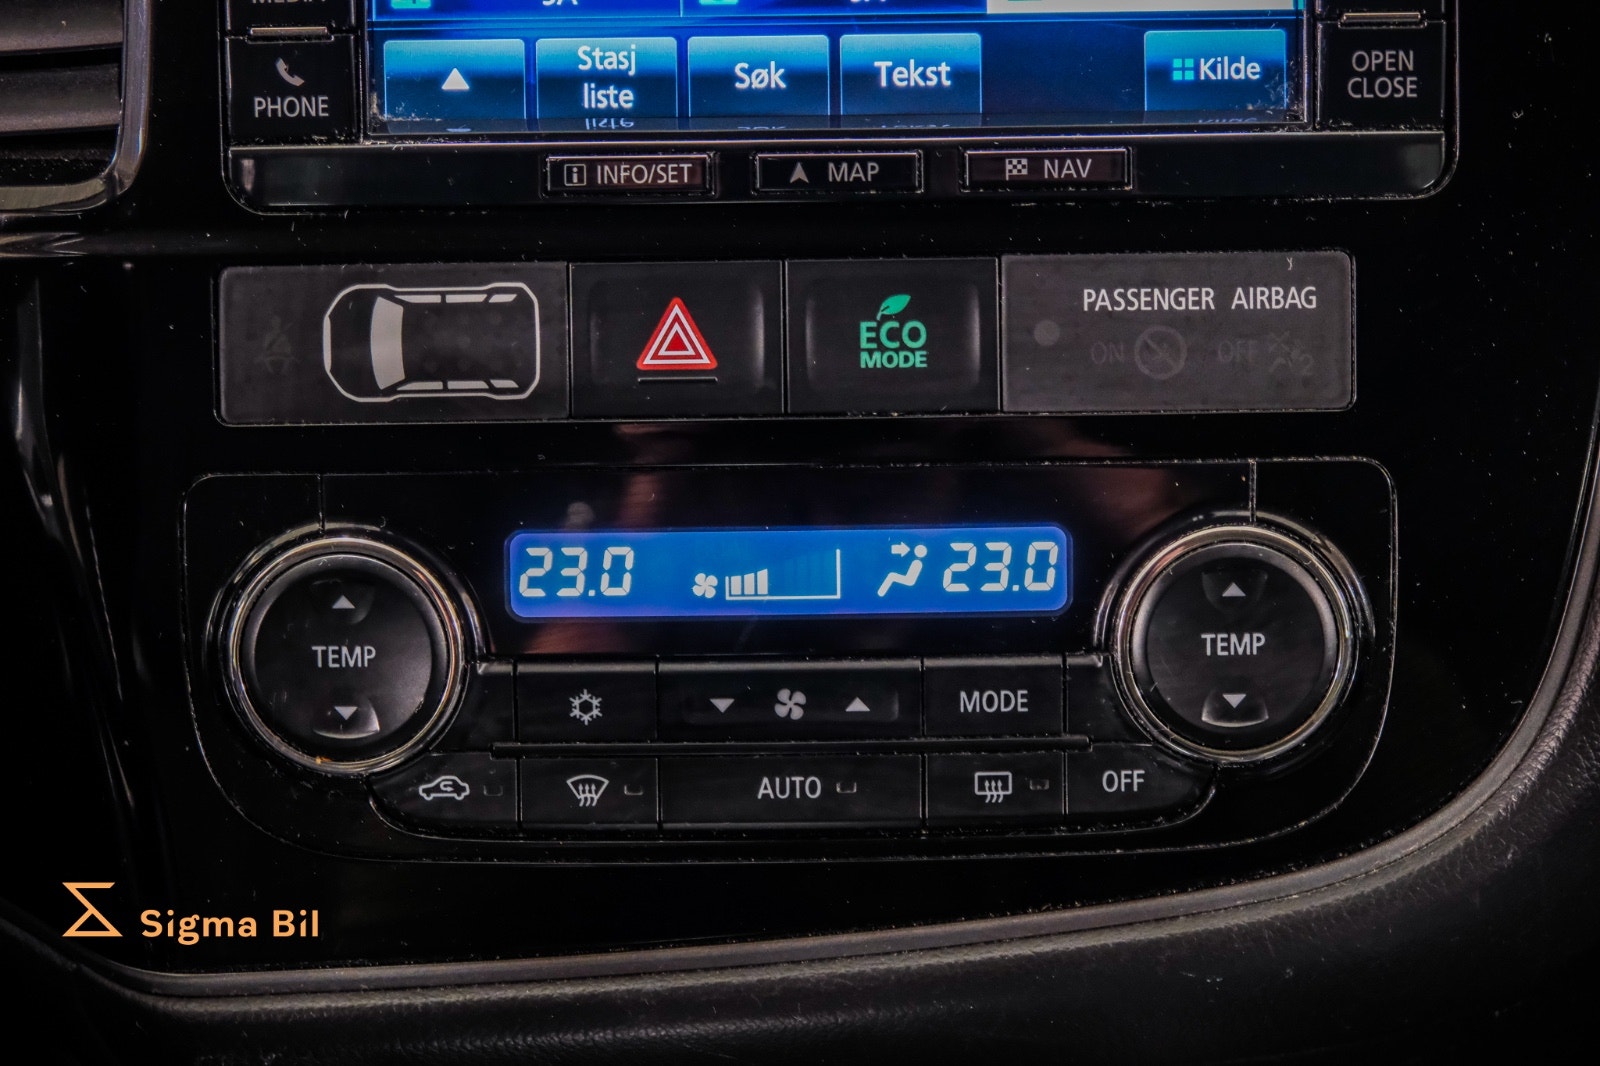 MEDIA
PHONE
Stasj
liste
Søk
Tekst
Kilde
OPEN
CLOSE
INFO/SET
MAP
NAV
ECO
MODE
PASSENGER AIRBAG
ON
OFF
23.0
23.0
TEMP
TEMP
MODE
AUTO
OFF
Sigma Bil